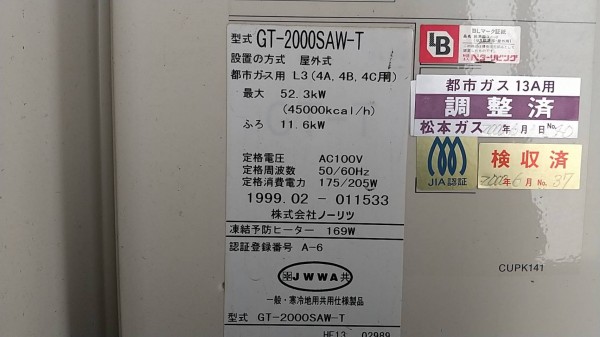 型式 GT-2000SAW-T
設置の方式 屋外式
都市ガス用 L3(4A, 4B, 4C用)
最大 52.3kW
(45000kcal/h)
ふろ 11.6kW
定格電圧 AC100V
定格周波数 50/60Hz
定格消費電力 175/205W
1999.02-011533
株式会社ノーリツ
凍結予防ヒーター 169W
認証登録番号 A-6
JWWA 共
一般・寒冷地用共用仕様製品
型式 GT-2000SAW-T
HE13 02989
BLマーク証紙
LB
ベターリビング
都市ガス13A用
調整済
松本ガス 年 月 日 No.
JIA認証
検収済
年6月 No. 37
CUPK141